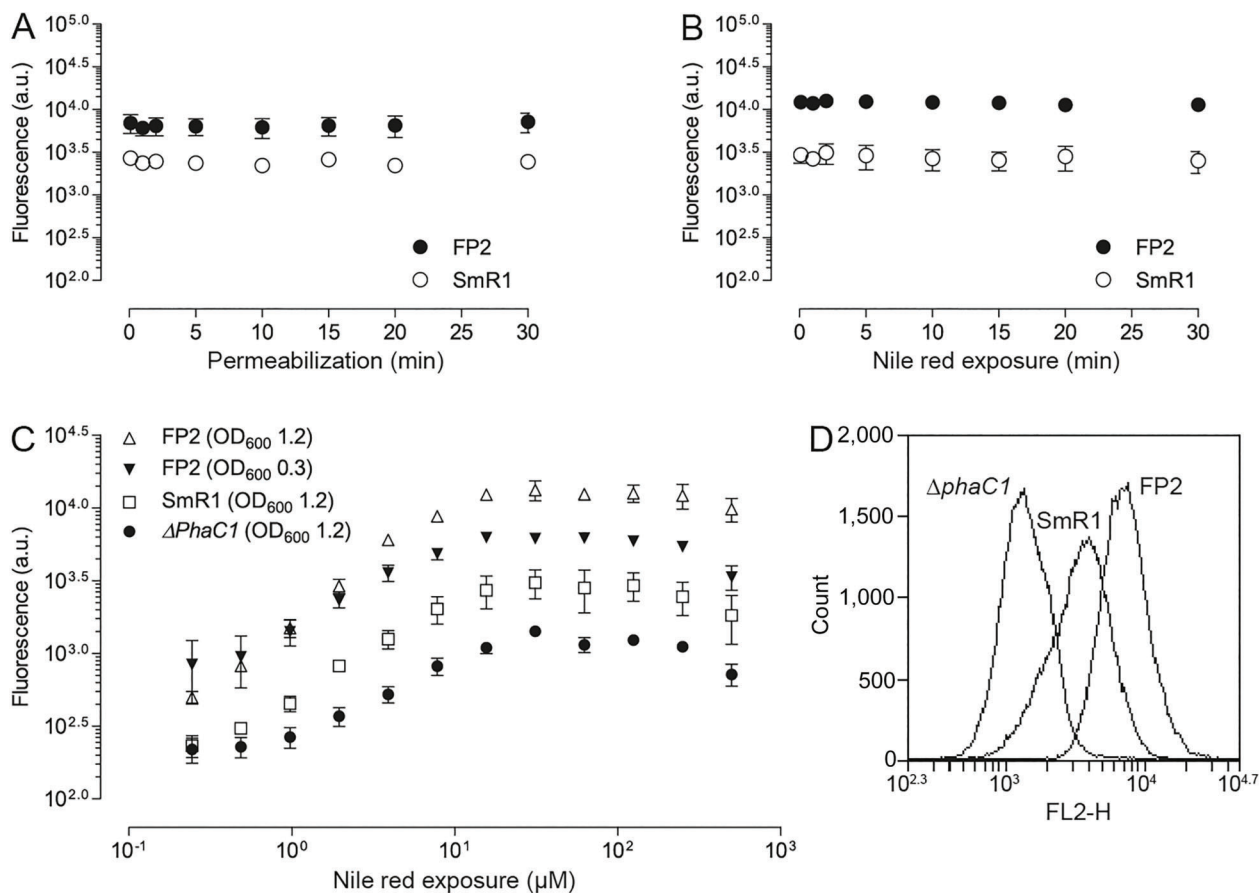 A
Fluorescence (a.u.)
10^5.0
10^4.5
10^4.0
10^3.5
10^3.0
10^2.5
10^2.0
FP2
SmR1
0 5 10 15 20 25 30
Permeabilization (min)
B
Fluorescence (a.u.)
10^5.0
10^4.5
10^4.0
10^3.5
10^3.0
10^2.5
10^2.0
FP2
SmR1
0 5 10 15 20 25 30
Nile red exposure (min)
C
Fluorescence (a.u.)
10^4.5
10^4.0
10^3.5
10^3.0
10^2.5
10^2.0
FP2 (OD600 1.2)
FP2 (OD600 0.3)
SmR1 (OD600 1.2)
ΔPhaC1 (OD600 1.2)
10^-1 10^0 10^1 10^2 10^3
Nile red exposure (µM)
D
Count
2,000
1,500
1,000
500
0
ΔphaC1
SmR1
FP2
10^2.3 10^3 10^4 10^4.7
FL2-H